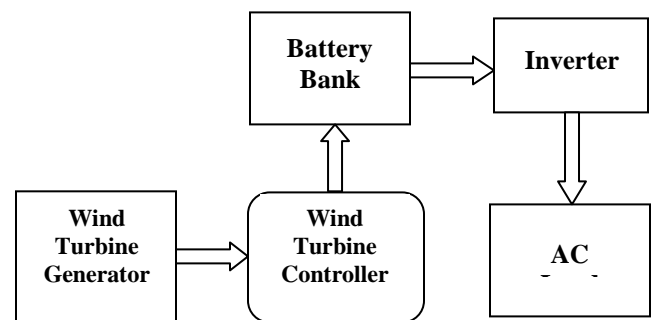 Battery
Bank
Inverter
Wind
Turbine
Generator
Wind
Turbine
Controller
AC